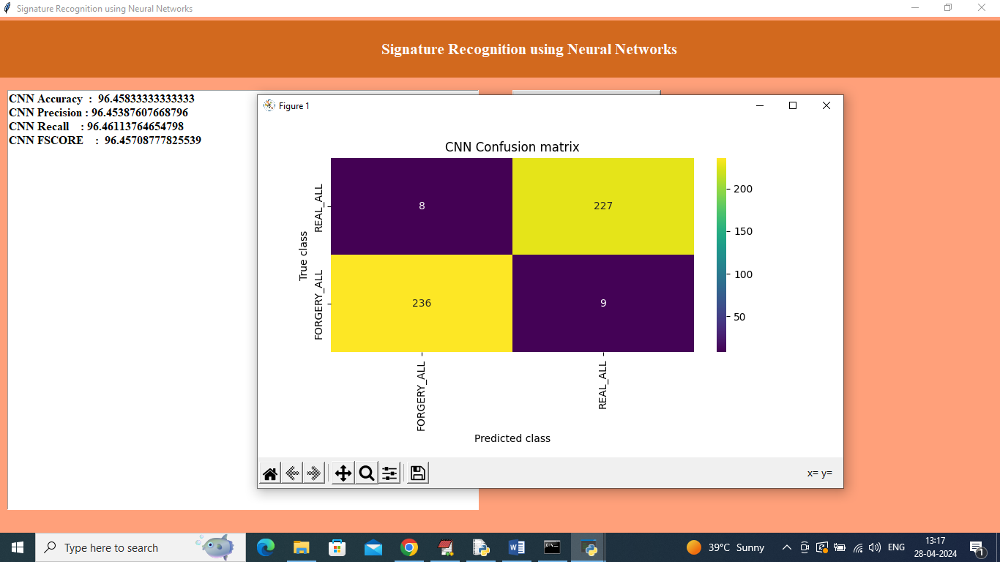 Signature Recognition using Neural Networks
Signature Recognition using Neural Networks
CNN Accuracy : 96.45833333333333
CNN Precision : 96.45387607668796
CNN Recall : 96.46113764654798
CNN FSCORE : 96.45708777825539
Figure 1
CNN Confusion matrix
True class
REAL_ALL
FORGERY_ALL
8
227
236
9
200
150
100
50
FORGERY_ALL
REAL_ALL
Predicted class
x= y=
Type here to search
39°C Sunny
ENG
13:17
28-04-2024
1